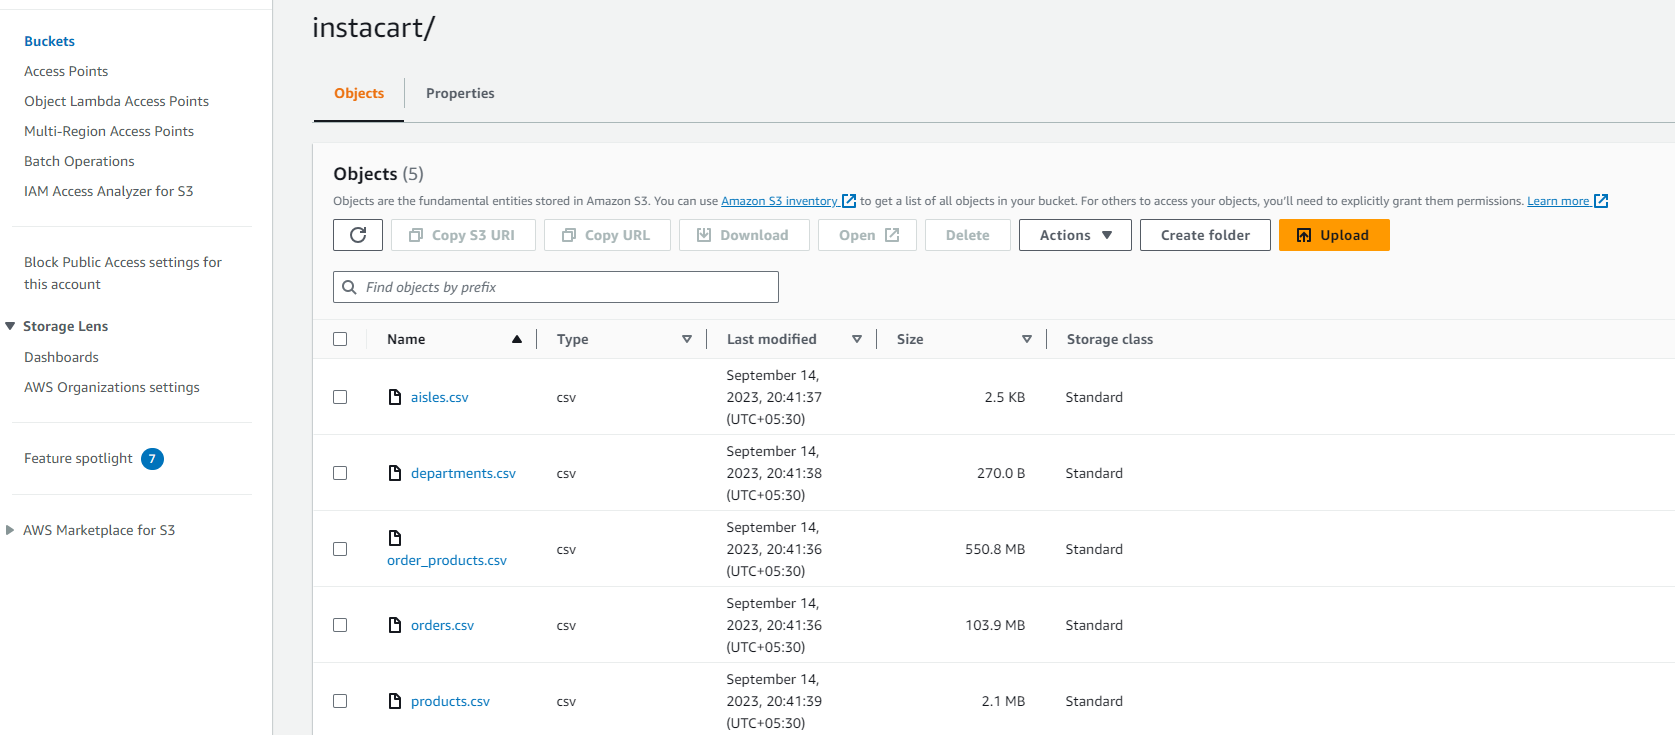 instacart/
Buckets
Access Points
Object Lambda Access Points
Multi-Region Access Points
Batch Operations
IAM Access Analyzer for S3
Block Public Access settings for
this account
Storage Lens
Dashboards
AWS Organizations settings
Feature spotlight 7
AWS Marketplace for S3
Objects Properties
Objects (5)
Objects are the fundamental entities stored in Amazon S3. You can use Amazon S3 inventory to get a list of all objects in your bucket. For others to access your objects, you'll need to explicitly grant them permissions. Learn more
Copy S3 URI Copy URL Download Open Delete Actions Create folder Upload
Find objects by prefix
Name Type Last modified Size Storage class
aisles.csv csv September 14,
2023, 20:41:37
(UTC+05:30) 2.5 KB Standard
departments.csv csv September 14,
2023, 20:41:38
(UTC+05:30) 270.0 B Standard
order_products.csv csv September 14,
2023, 20:41:36
(UTC+05:30) 550.8 MB Standard
orders.csv csv September 14,
2023, 20:41:36
(UTC+05:30) 103.9 MB Standard
products.csv csv September 14,
2023, 20:41:39
(UTC+05:30) 2.1 MB Standard